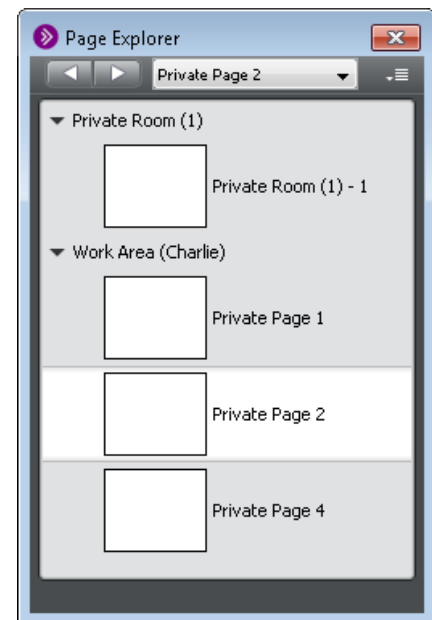 Page Explorer
Private Page 2
Private Room (1)
Private Room (1) - 1
Work Area (Charlie)
Private Page 1
Private Page 2
Private Page 4